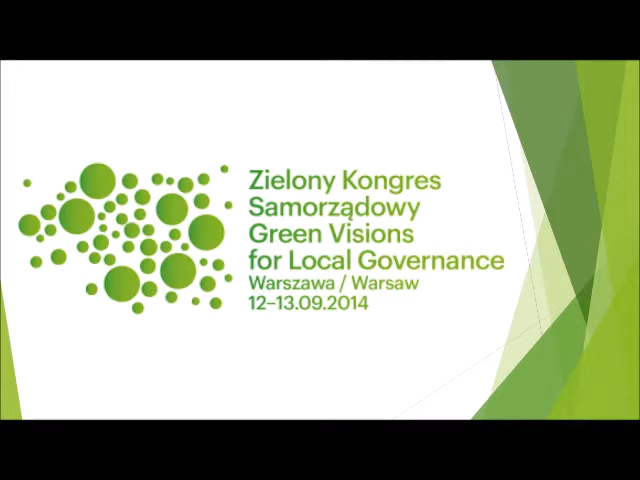 Zielony Kongres
Samorządowy
Green Visions
for Local Governance
Warszawa / Warsaw
12–13.09.2014